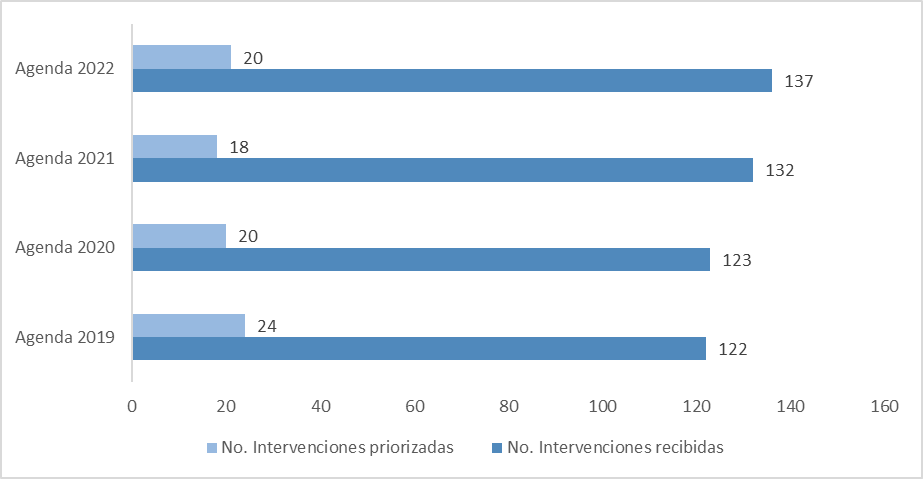 Agenda 2022
20
137
Agenda 2021
18
132
Agenda 2020
20
123
Agenda 2019
24
122
0 20 40 60 80 100 120 140 160
No. Intervenciones priorizadas No. Intervenciones recibidas